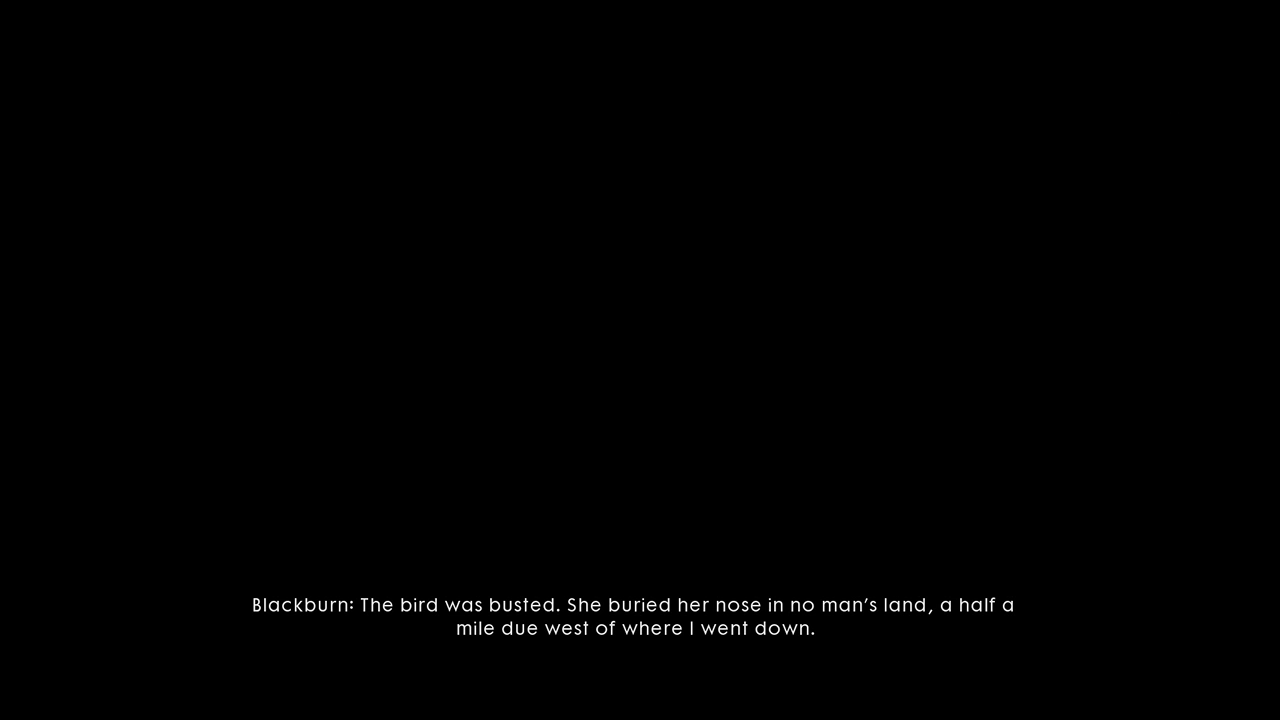 Blackburn: The bird was busted. She buried her nose in no man’s land, a half a
mile due west of where I went down.